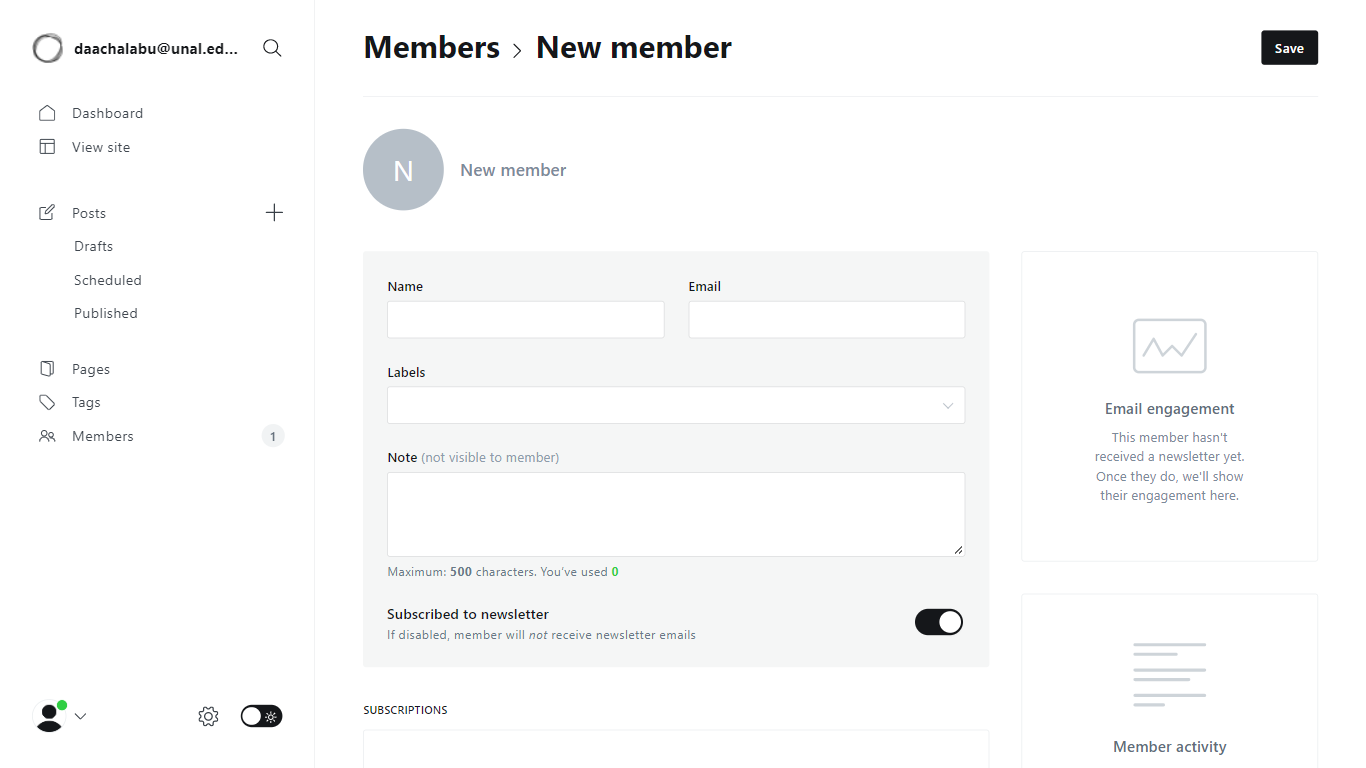 daachalabu@unal.ed...
Dashboard
View site
Posts
Drafts
Scheduled
Published
Pages
Tags
Members 1
Members > New member
Save
N New member
Name Email
Labels
Note (not visible to member)
Maximum: 500 characters. You've used 0
Subscribed to newsletter
If disabled, member will not receive newsletter emails
SUBSCRIPTIONS
Email engagement
This member hasn't
received a newsletter yet.
Once they do, we'll show
their engagement here.
Member activity